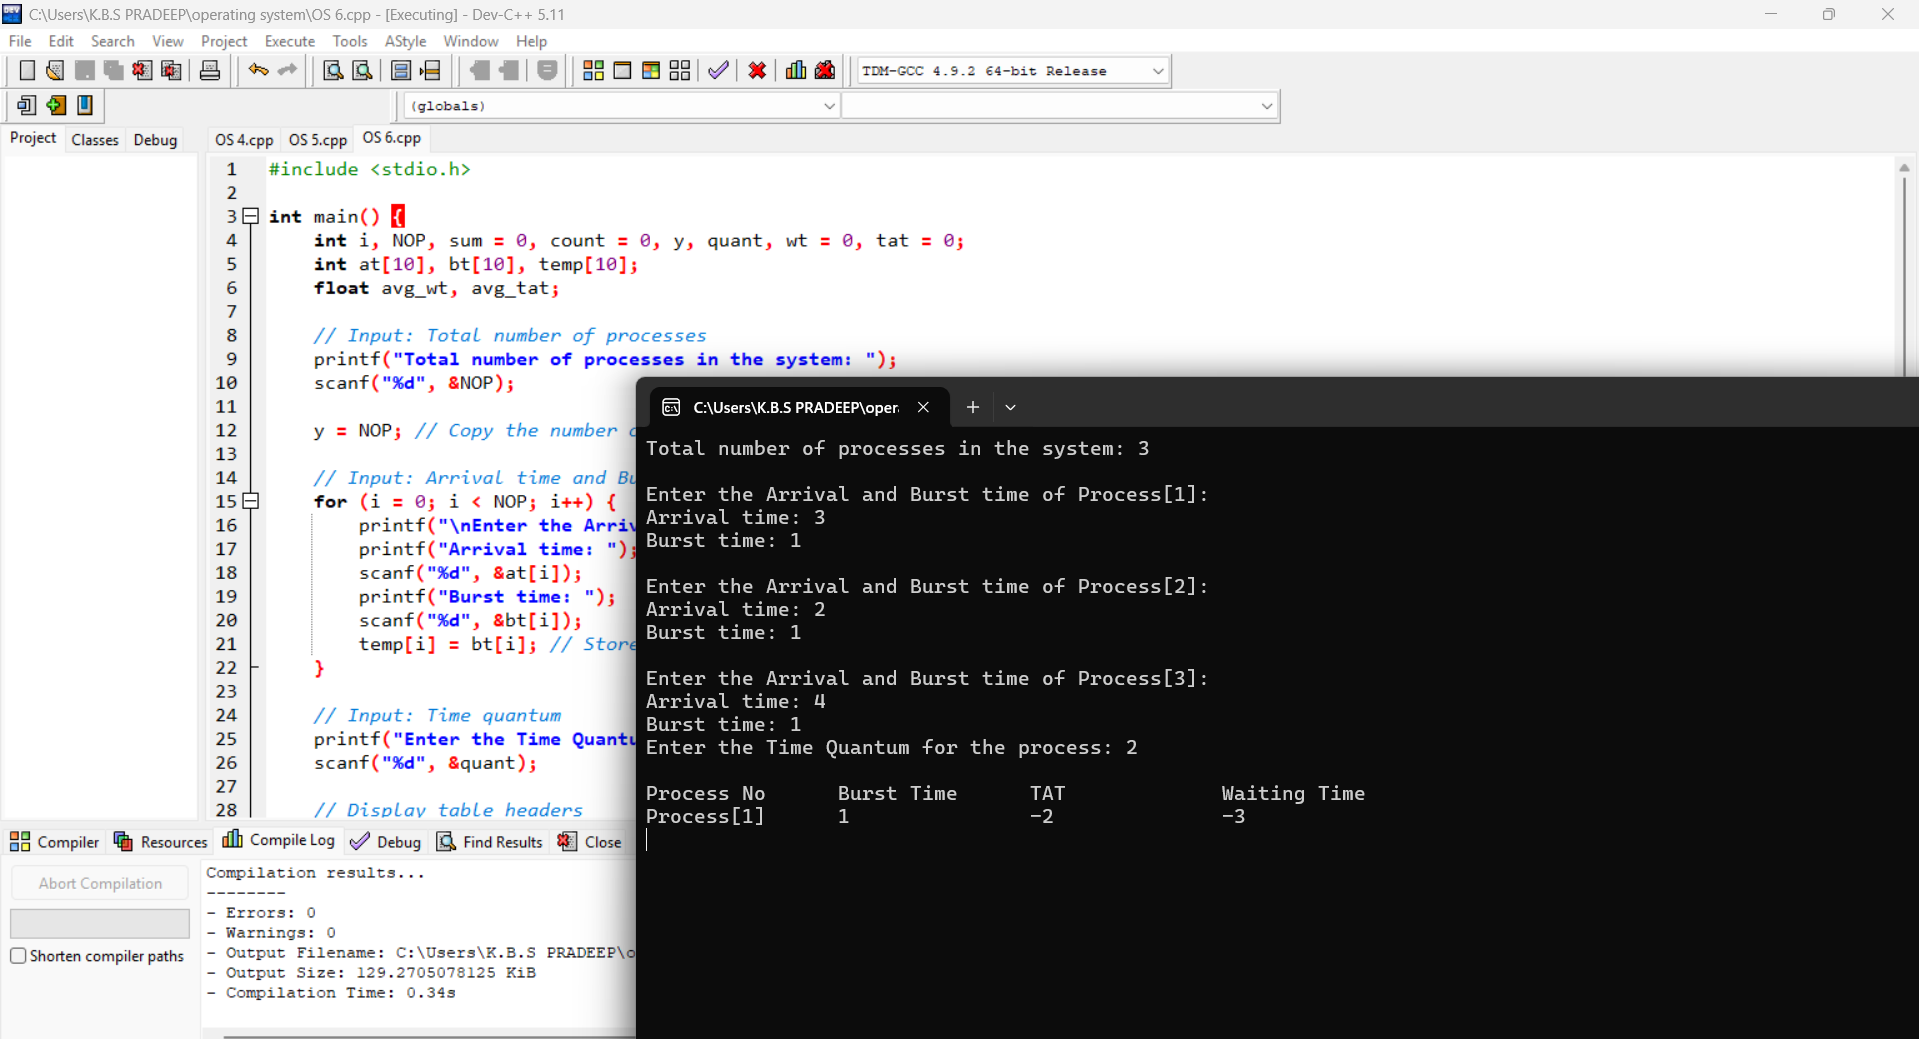 C:\Users\K.B.S PRADEEP\operating system\OS 6.cpp - [Executing] - Dev-C++ 5.11
File Edit Search View Project Execute Tools AStyle Window Help
TDM-GCC 4.9.2 64-bit Release
(globals)
Project Classes Debug
OS 4.cpp OS 5.cpp OS 6.cpp
1 #include <stdio.h>
2
3 int main() {
4 int i, NOP, sum = 0, count = 0, y, quant, wt = 0, tat = 0;
5 int at[10], bt[10], temp[10];
6 float avg_wt, avg_tat;
7
8 // Input: Total number of processes
9 printf("Total number of processes in the system: ");
10 scanf("%d", &NOP);
11
12 y = NOP; // Copy the number
13
14 // Input: Arrival time and
15 for (i = 0; i < NOP; i++) {
16 printf("\nEnter the
17 printf("Arrival time: ");
18 scanf("%d", &at[i]);
19 printf("Burst time: ");
20 scanf("%d", &bt[i]);
21 temp[i] = bt[i]; // Store
22 }
23
24 // Input: Time quantum
25 printf("Enter the Time
26 scanf("%d", &quant);
27
28 // Display table headers
C:\Users\K.B.S PRADEEP\oper
Total number of processes in the system: 3
Enter the Arrival and Burst time of Process[1]:
Arrival time: 3
Burst time: 1
Enter the Arrival and Burst time of Process[2]:
Arrival time: 2
Burst time: 1
Enter the Arrival and Burst time of Process[3]:
Arrival time: 4
Burst time: 1
Enter the Time Quantum for the process: 2
Process No Burst Time TAT Waiting Time
Process[1] 1 -2 -3
Compiler Resources Compile Log Debug Find Results Close
Abort Compilation
Shorten compiler paths
Compilation results...
--------
- Errors: 0
- Warnings: 0
- Output Filename: C:\Users\K.B.S PRADEEP\o
- Output Size: 129.2705078125 KiB
- Compilation Time: 0.34s